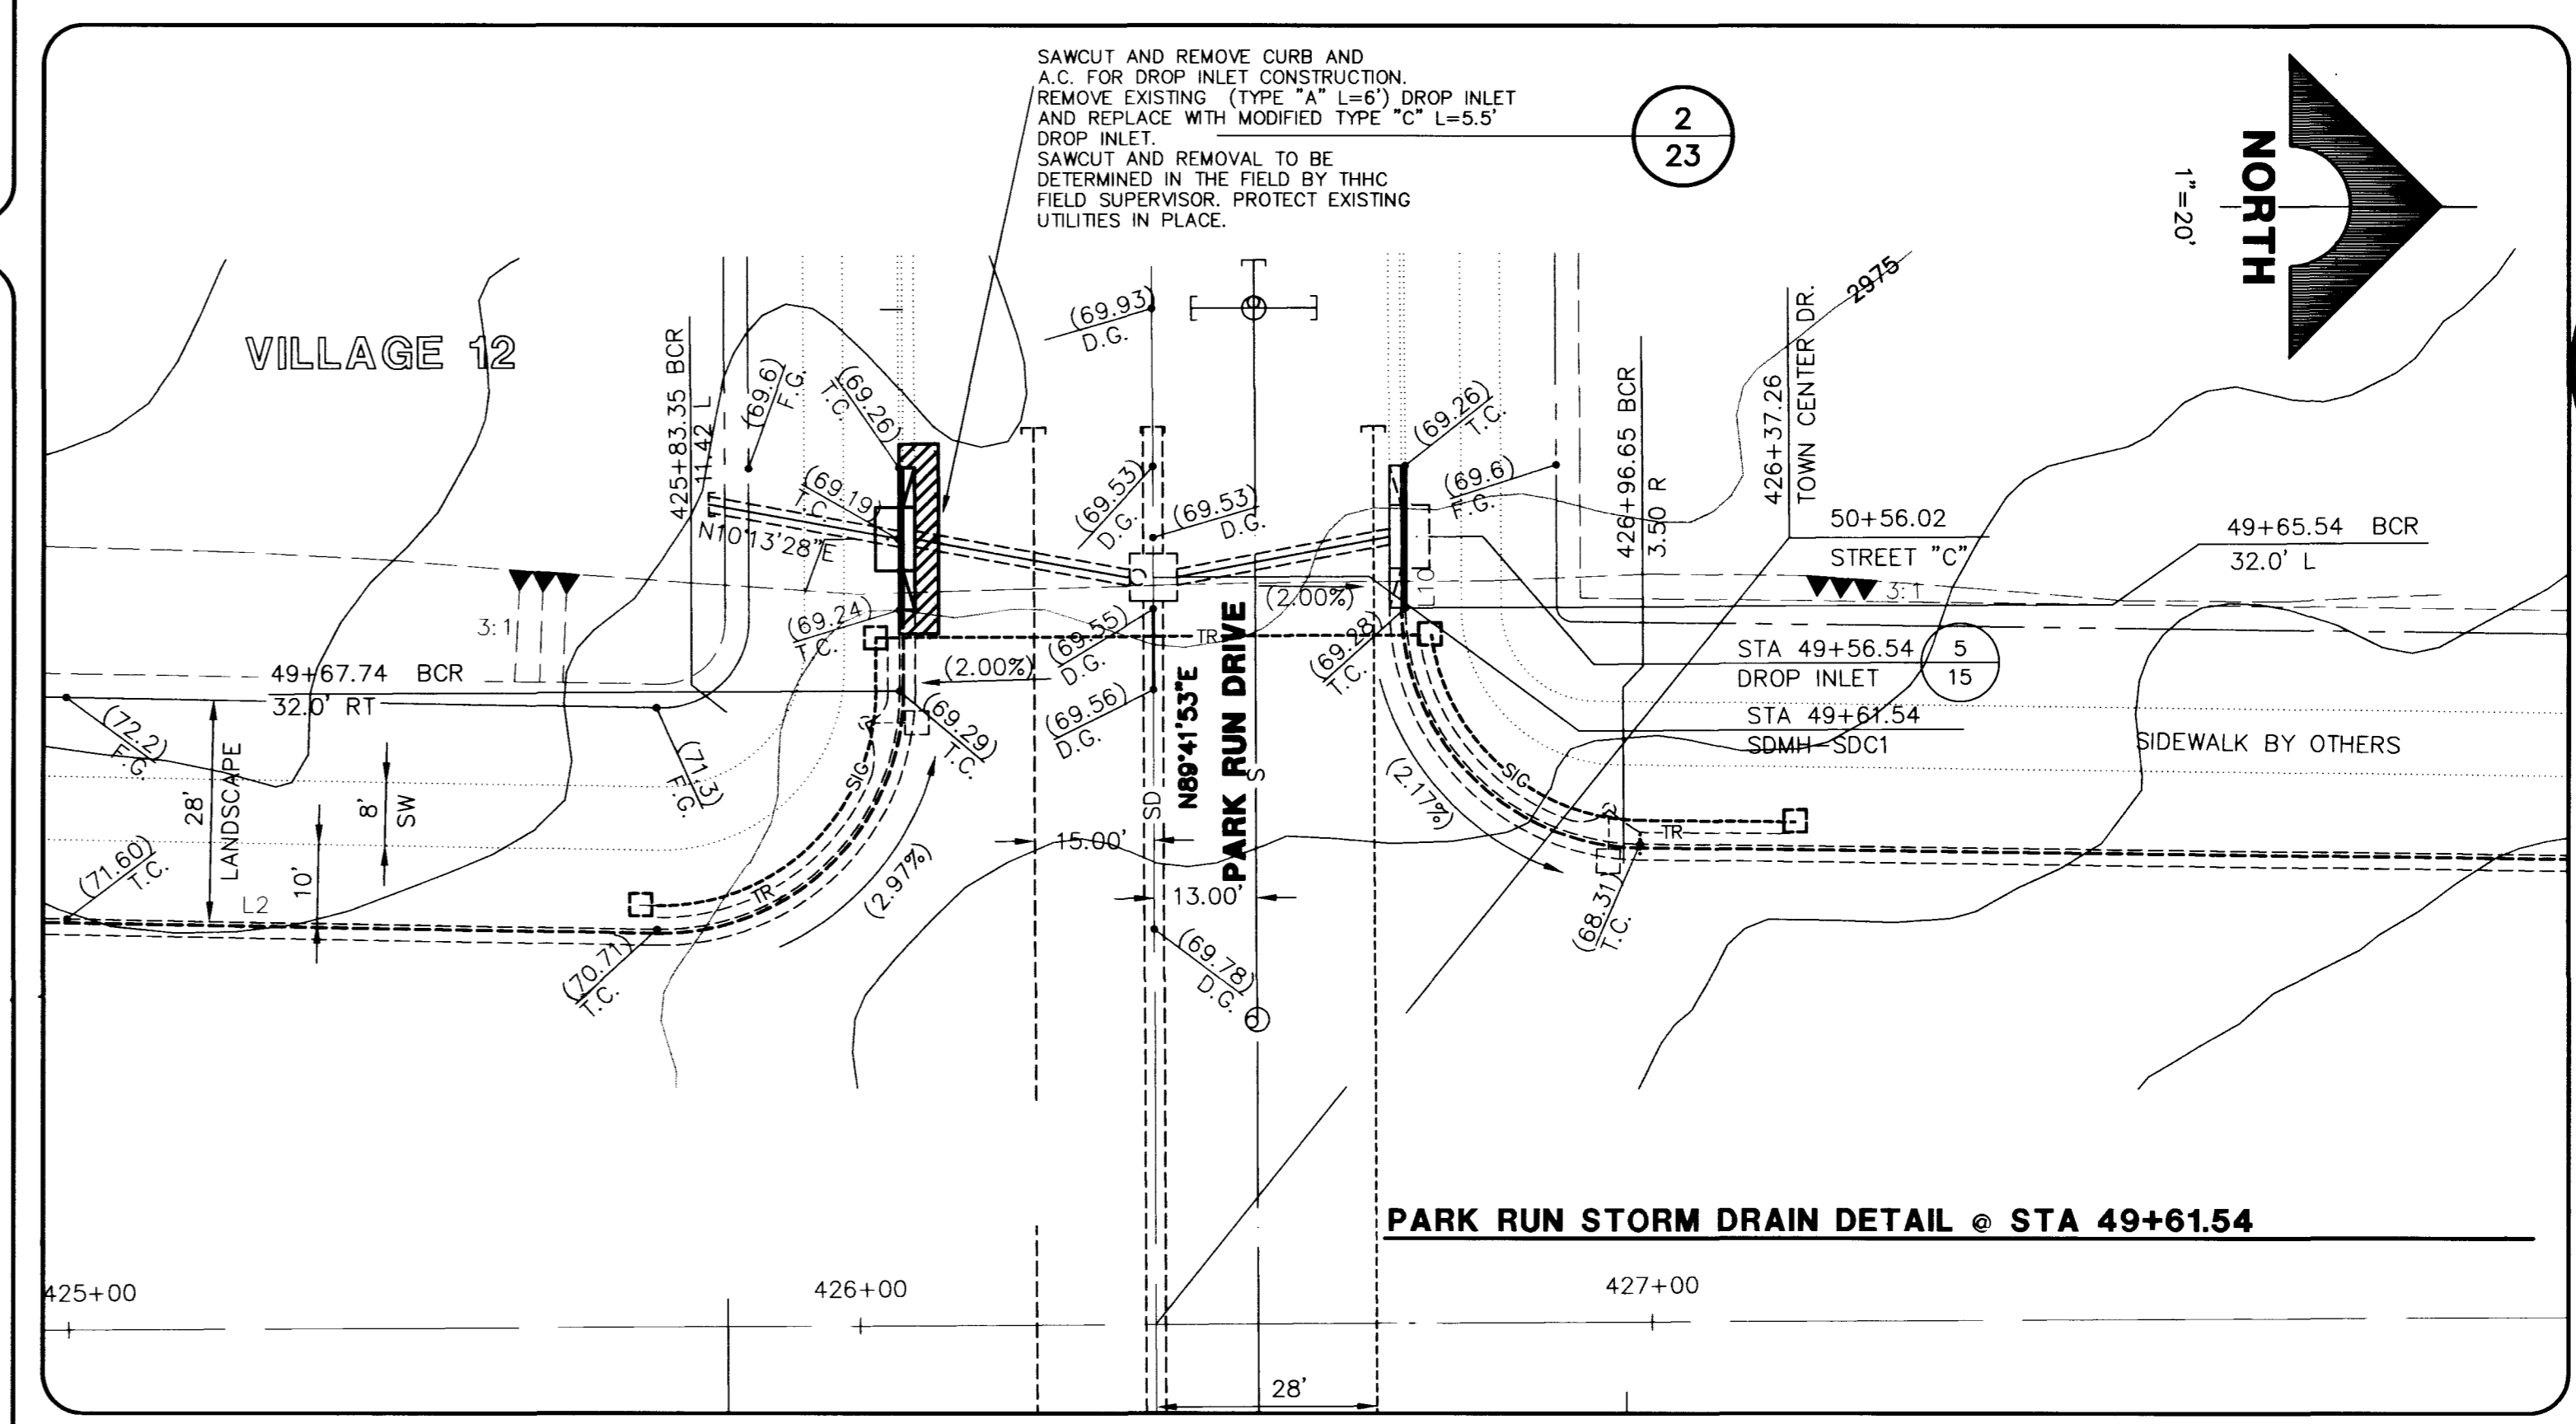 SAWCUT AND REMOVE CURB AND
A.C. FOR DROP INLET CONSTRUCTION.
REMOVE EXISTING (TYPE "A" L=6') DROP INLET
AND REPLACE WITH MODIFIED TYPE "C" L=5.5'
DROP INLET.
SAWCUT AND REMOVAL TO BE
DETERMINED IN THE FIELD BY THHC
FIELD SUPERVISOR. PROTECT EXISTING
UTILITIES IN PLACE.
2
23
NORTH
1"=20'
VILLAGE 12
425+83.35 BCR
11.42 L
(69.6)
F.G.
(69.26)
T.C.
(69.19)
T.C.
N10°13'28"E
(69.93)
D.G.
(69.53)
D.G.
(69.53)
D.G.
(69.26)
T.C.
(69.6)
F.G.
426+96.65 BCR
3.50 R
426+37.26
TOWN CENTER DR.
2975
50+56.02
STREET "C"
49+65.54 BCR
32.0' L
3:1
3:1
(69.24)
T.C.
(2.00%)
(69.55)
D.G.
TR
(2.00%)
L10
(69.28)
T.C.
STA 49+56.54
DROP INLET
5
15
STA 49+61.54
SDMH-SDC1
SIDEWALK BY OTHERS
49+67.74 BCR
32.0' RT
(72.2)
F.G.
(71.3)
F.G.
28'
LANDSCAPE
8'
SW
10'
(71.60)
T.C.
L2
SIG
TR
(2.97%)
(69.29)
T.C.
(69.56)
D.G.
N89°41'53"E
PARK RUN DRIVE
SD
S
15.00'
13.00'
(69.78)
D.G.
(70.71)
T.C.
(2.17%)
SIG
TR
(68.31)
T.C.
PARK RUN STORM DRAIN DETAIL @ STA 49+61.54
425+00
426+00
427+00
28'